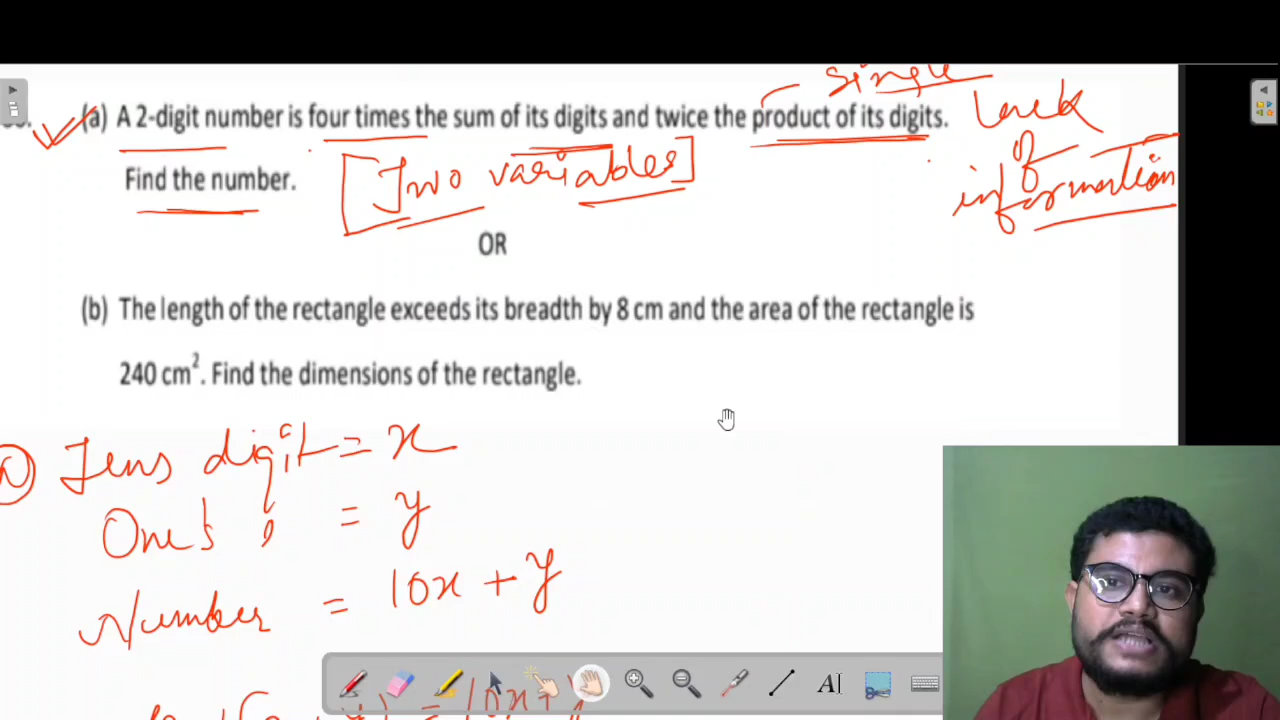 single
(a) A 2-digit number is four times the sum of its digits and twice the product of its digits.
lack
of
information
Find the number.
[Two variables]
OR
(b) The length of the rectangle exceeds its breadth by 8 cm and the area of the rectangle is
240 cm². Find the dimensions of the rectangle.
Tens digit = x
One's " = y
Number = 10x + y
= 10x + y
AI